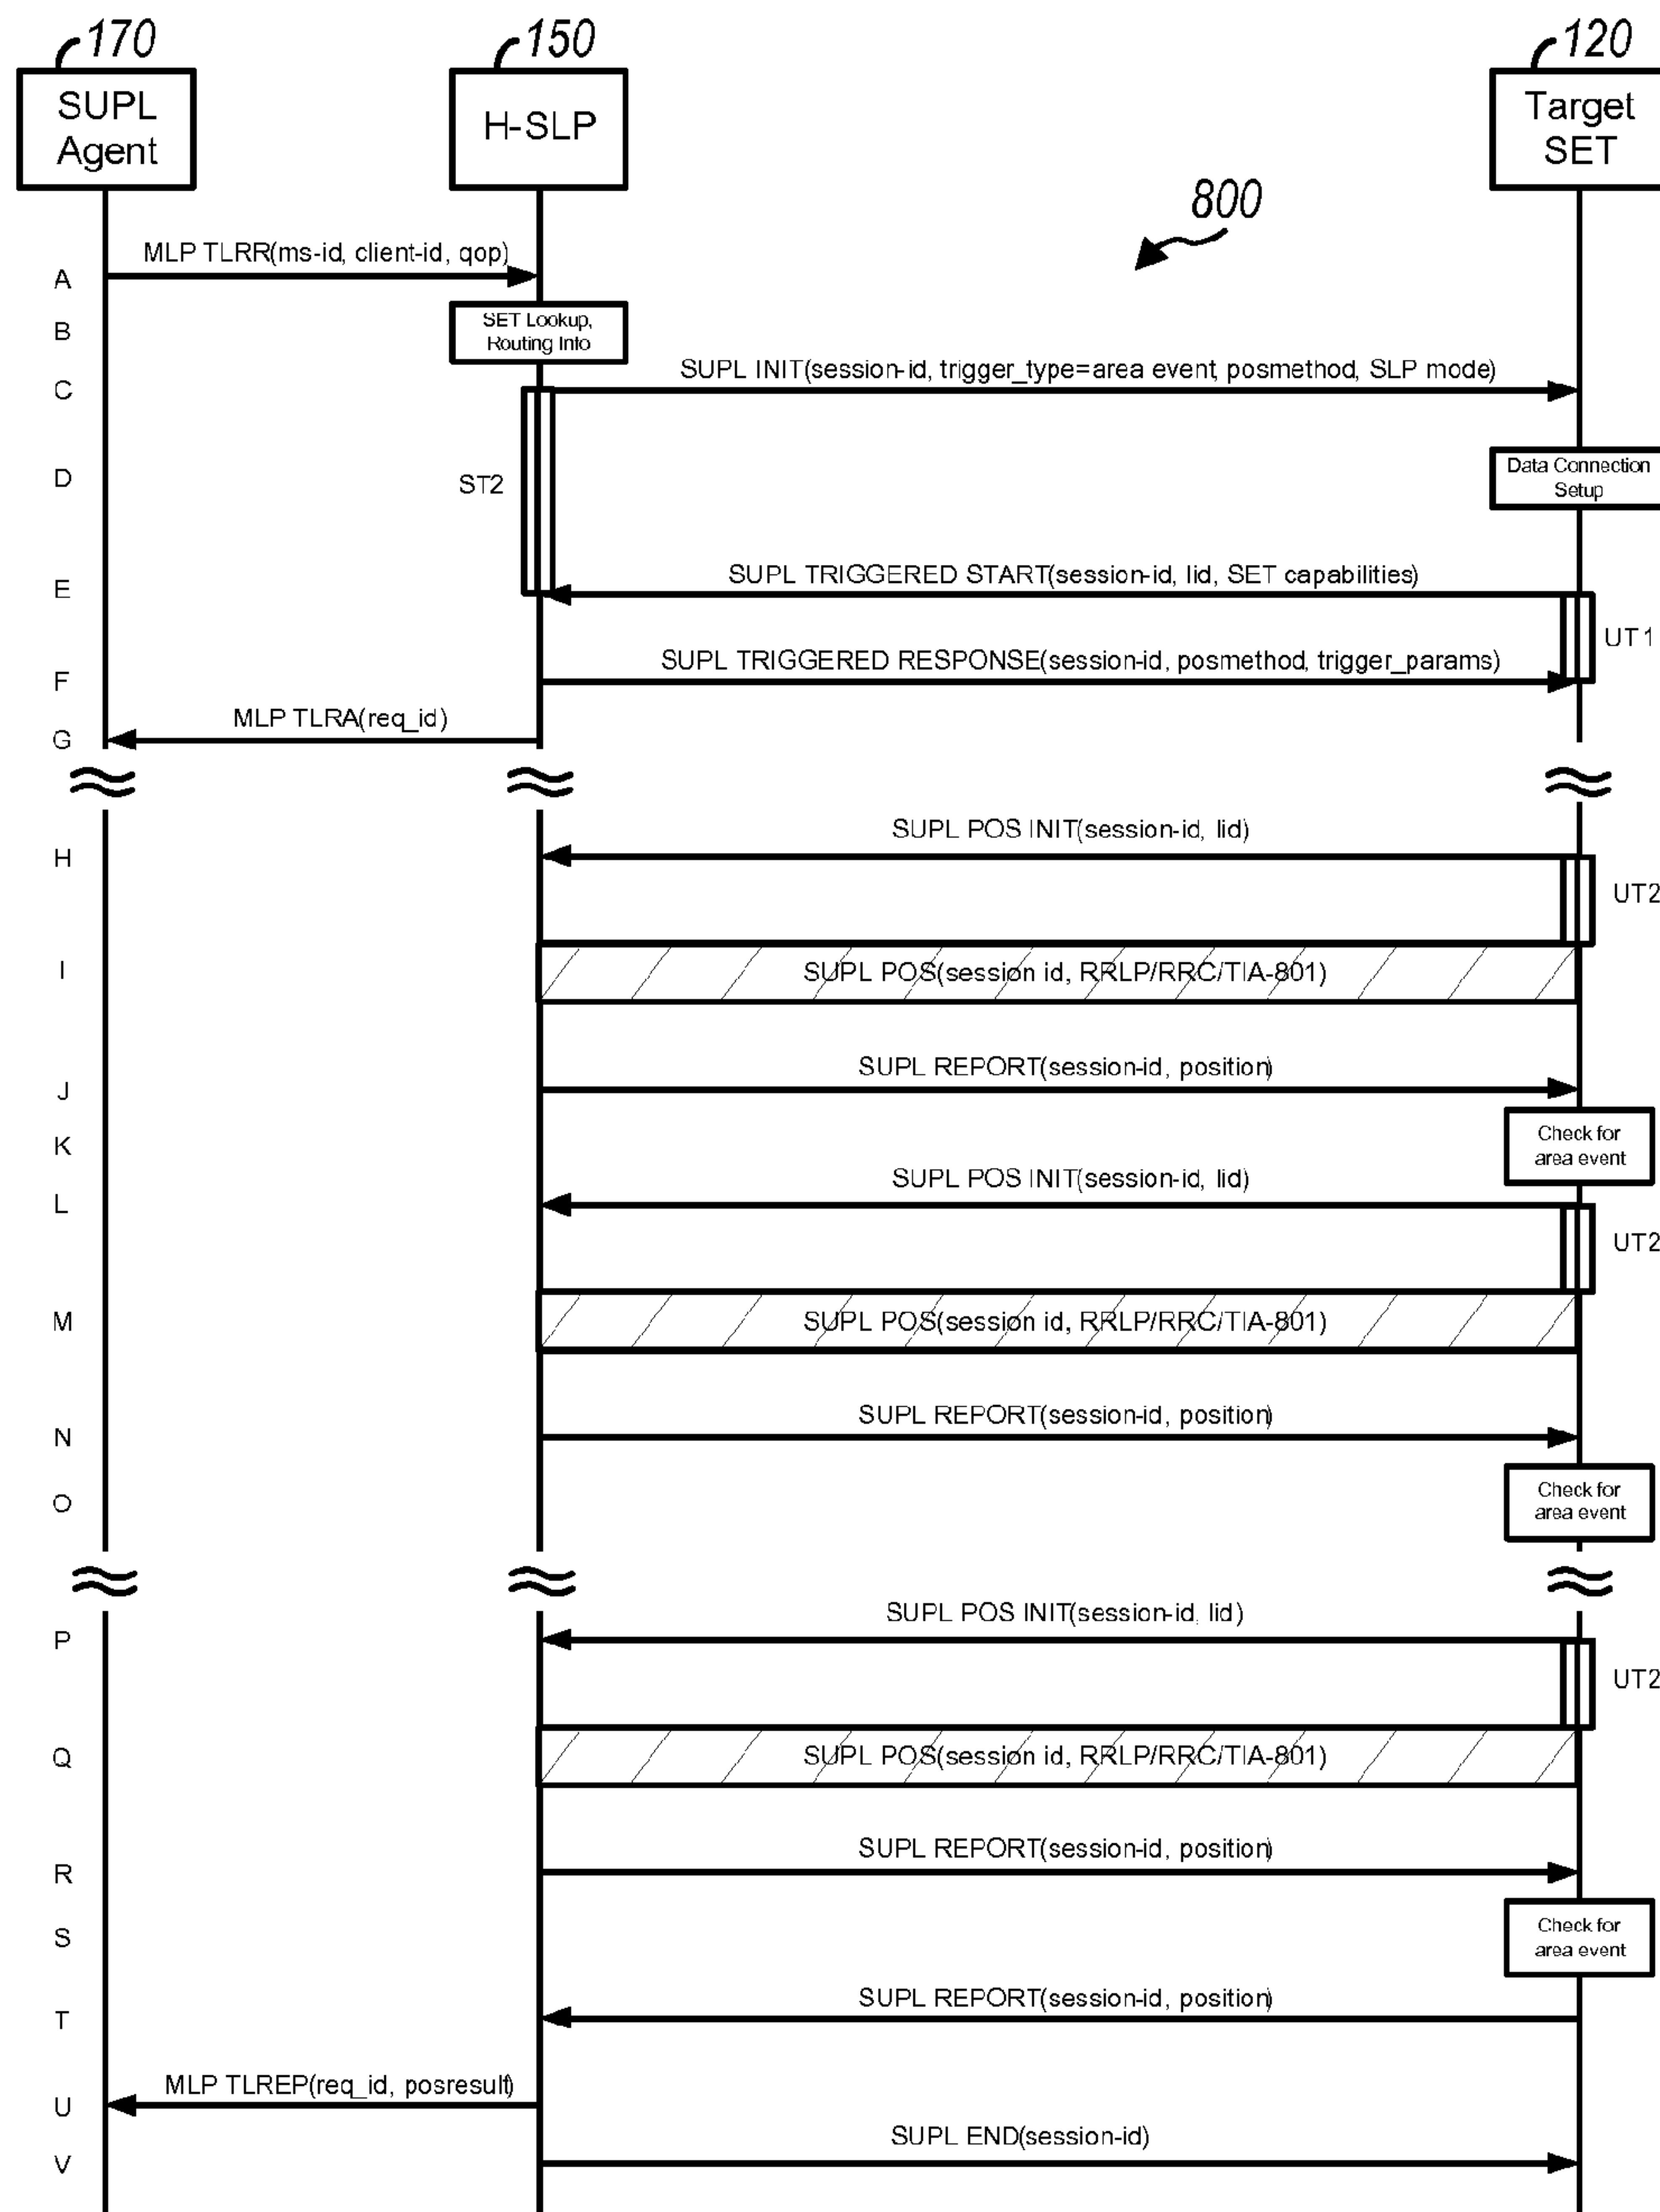 170
150
120
SUPL
Agent
H-SLP
Target
SET
800
MLP TLRR(ms-id, client-id, qop)
A
B
SET Lookup,
Routing Info
SUPL INIT(session-id, trigger_type=area event, posmethod, SLP mode)
C
D
ST2
Data Connection
Setup
SUPL TRIGGERED START(session-id, lid, SET capabilities)
E
UT1
SUPL TRIGGERED RESPONSE(session-id, posmethod, trigger_params)
F
MLP TLRA(req_id)
G
SUPL POS INIT(session-id, lid)
H
UT2
I
SUPL POS(session id, RRLP/RRC/TIA-801)
SUPL REPORT(session-id, position)
J
K
Check for
area event
SUPL POS INIT(session-id, lid)
L
UT2
M
SUPL POS(session id, RRLP/RRC/TIA-801)
SUPL REPORT(session-id, position)
N
O
Check for
area event
SUPL POS INIT(session-id, lid)
P
UT2
Q
SUPL POS(session id, RRLP/RRC/TIA-801)
SUPL REPORT(session-id, position)
R
S
Check for
area event
SUPL REPORT(session-id, position)
T
MLP TLREP(req_id, posresult)
U
SUPL END(session-id)
V